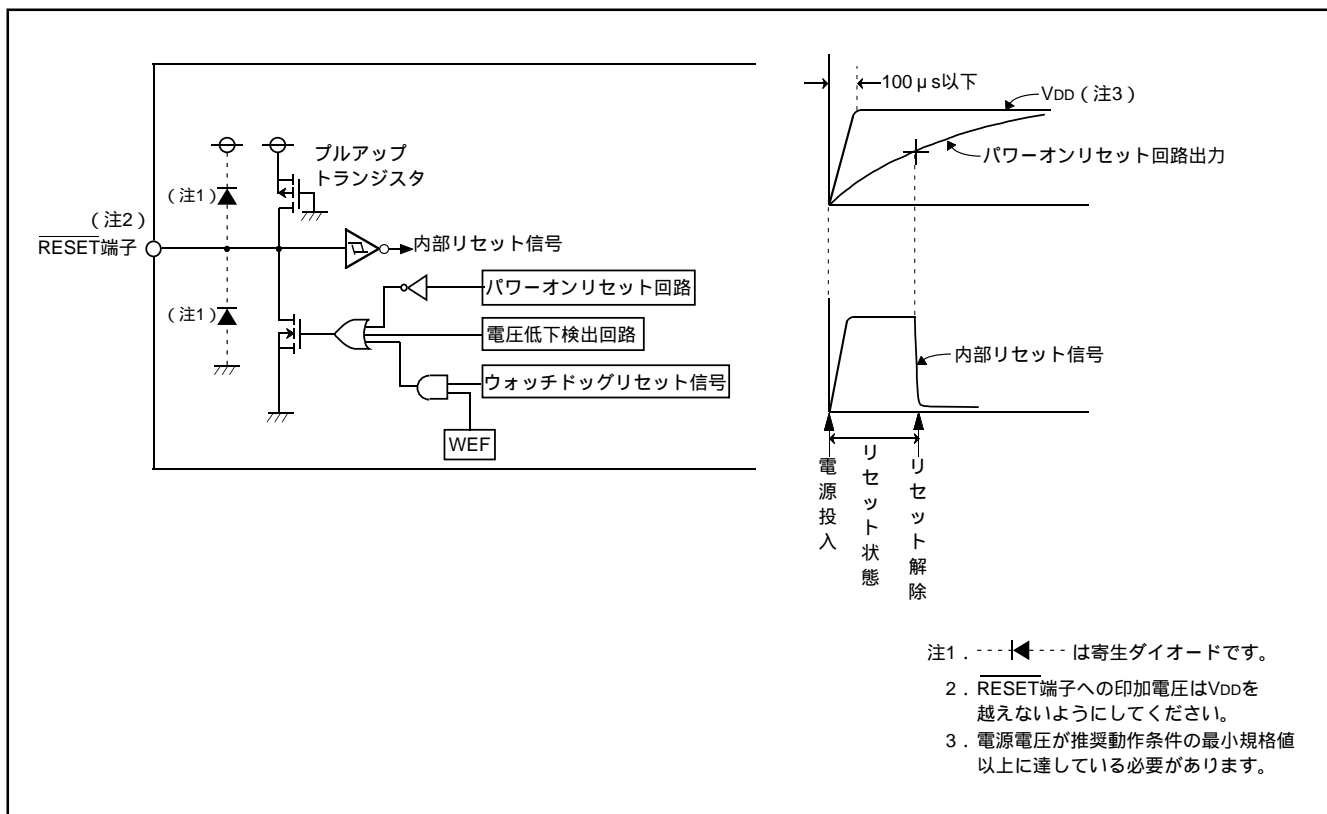 プルアップ
トランジスタ
(注1)
(注2)
RESET端子
内部リセット信号
パワーオンリセット回路
(注1)
電圧低下検出回路
ウォッチドッグリセット信号
WEF
100μs以下
VDD(注3)
パワーオンリセット回路出力
内部リセット信号
電源投入
リセット状態
リセット解除
注1. は寄生ダイオードです。
2. RESET端子への印加電圧はVDDを
越えないようにしてください。
3. 電源電圧が推奨動作条件の最小規格値
以上に達している必要があります。